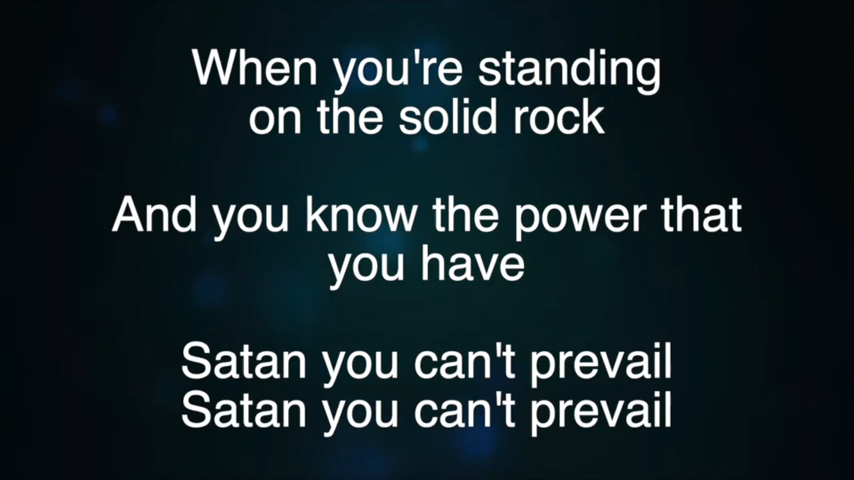 When you're standing
on the solid rock
And you know the power that
you have
Satan you can't prevail
Satan you can't prevail